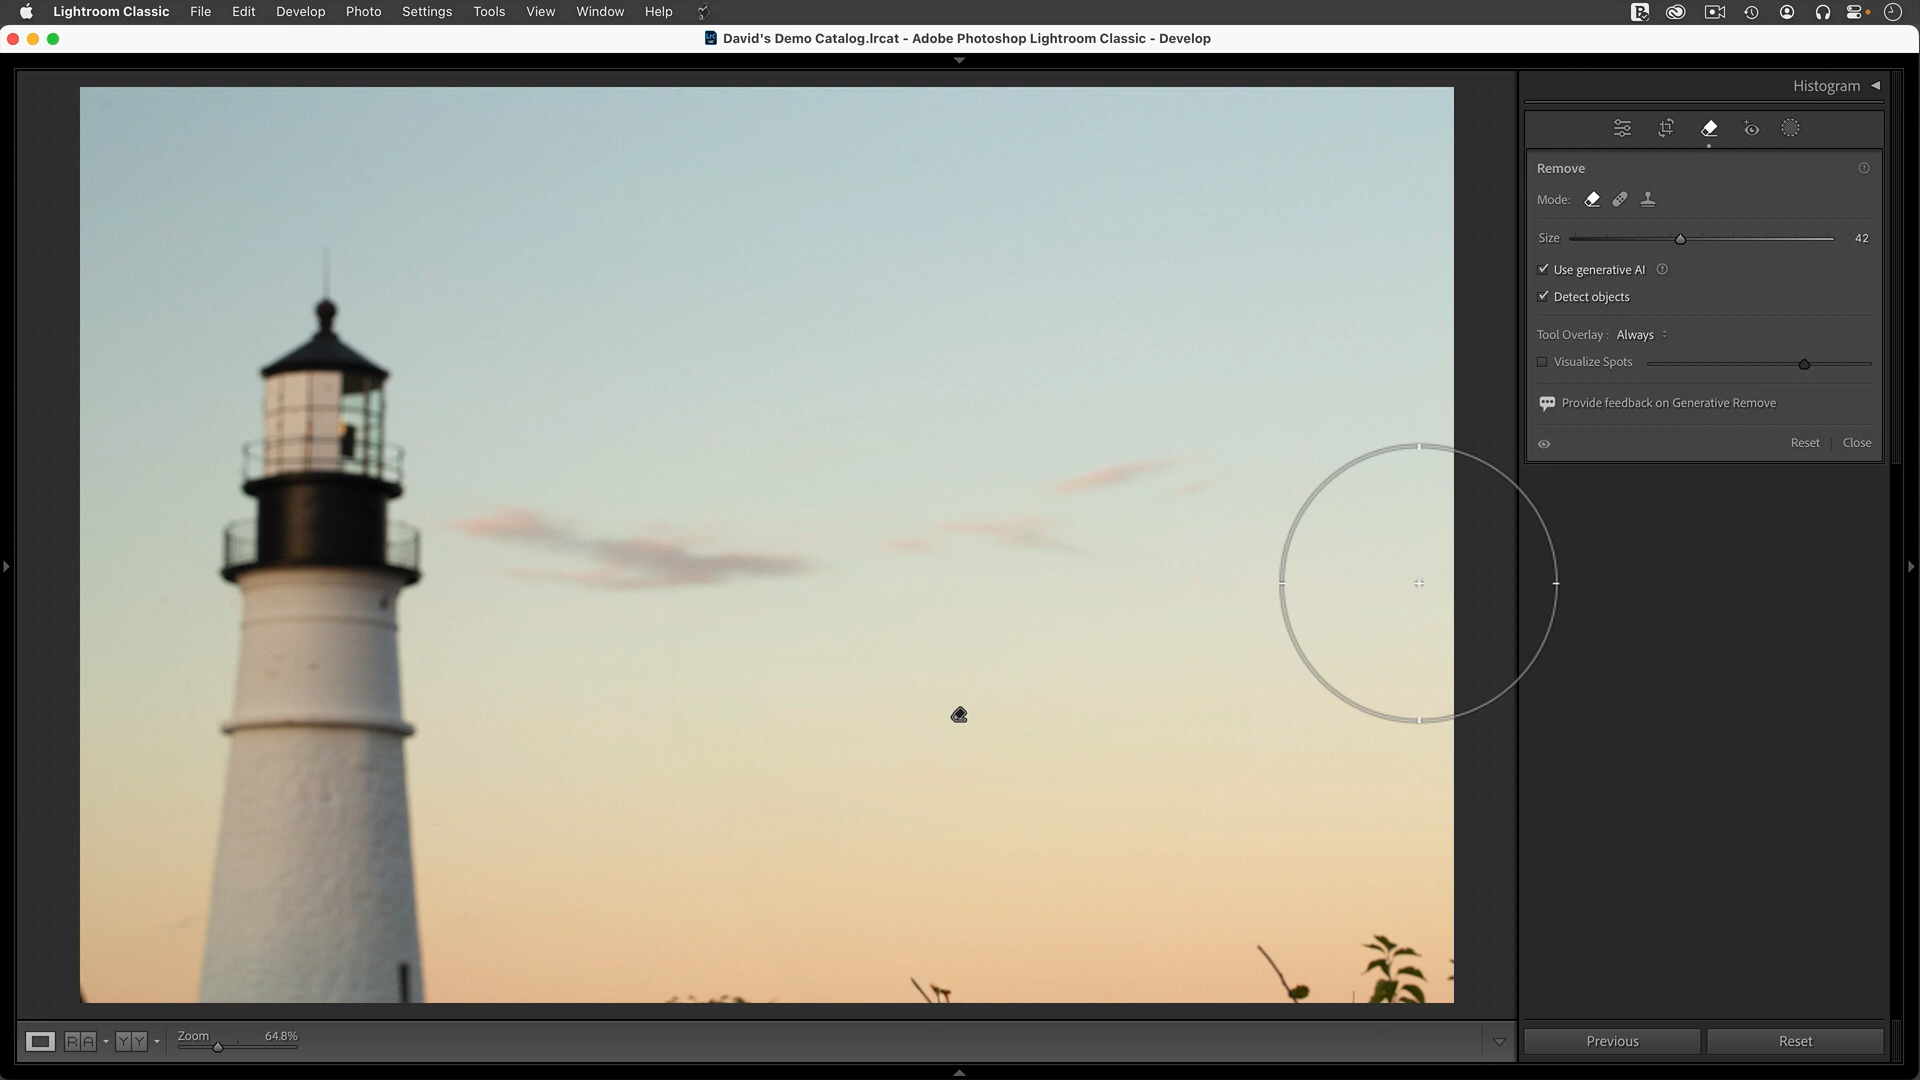 Lightroom Classic File Edit Develop Photo Settings Tools View Window Help
David's Demo Catalog.lrcat - Adobe Photoshop Lightroom Classic - Develop
Histogram
Remove
Mode:
Size 42
Use generative AI
Detect objects
Tool Overlay : Always
Visualize Spots
Provide feedback on Generative Remove
Reset Close
R A Y Y Zoom 64.8%
Previous Reset